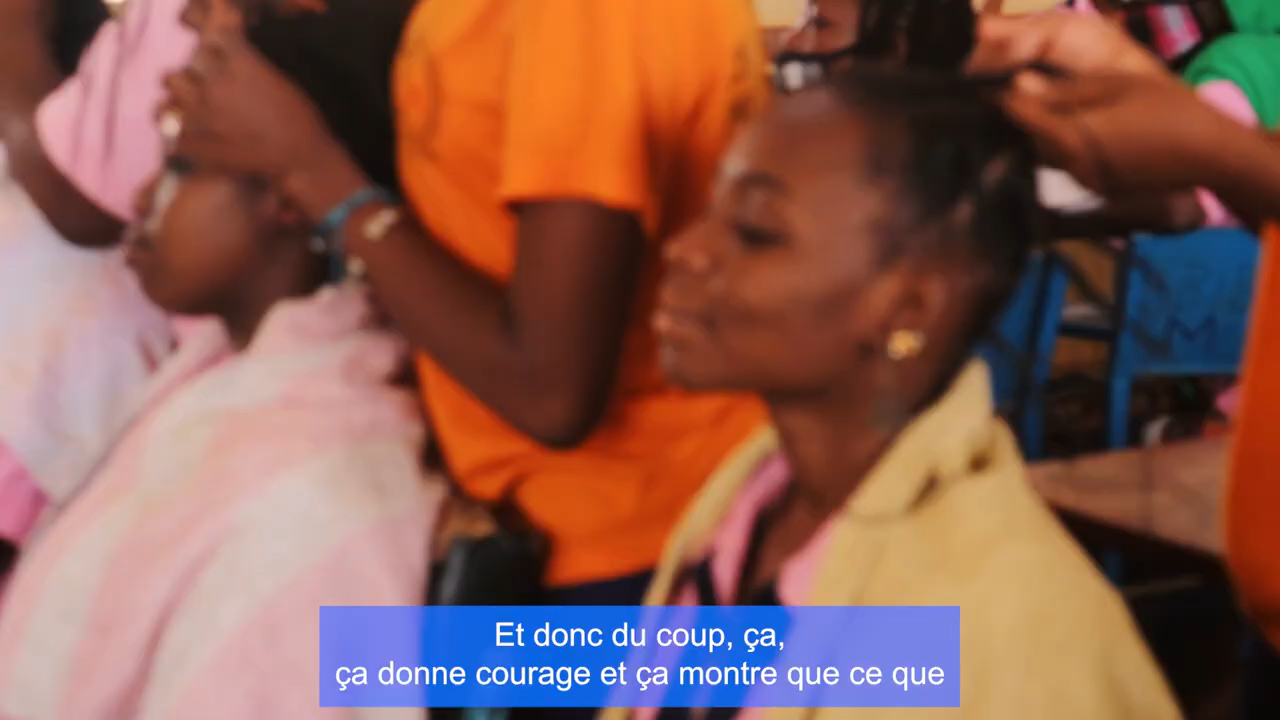 Et donc du coup, ça,
ça donne courage et ça montre que ce que